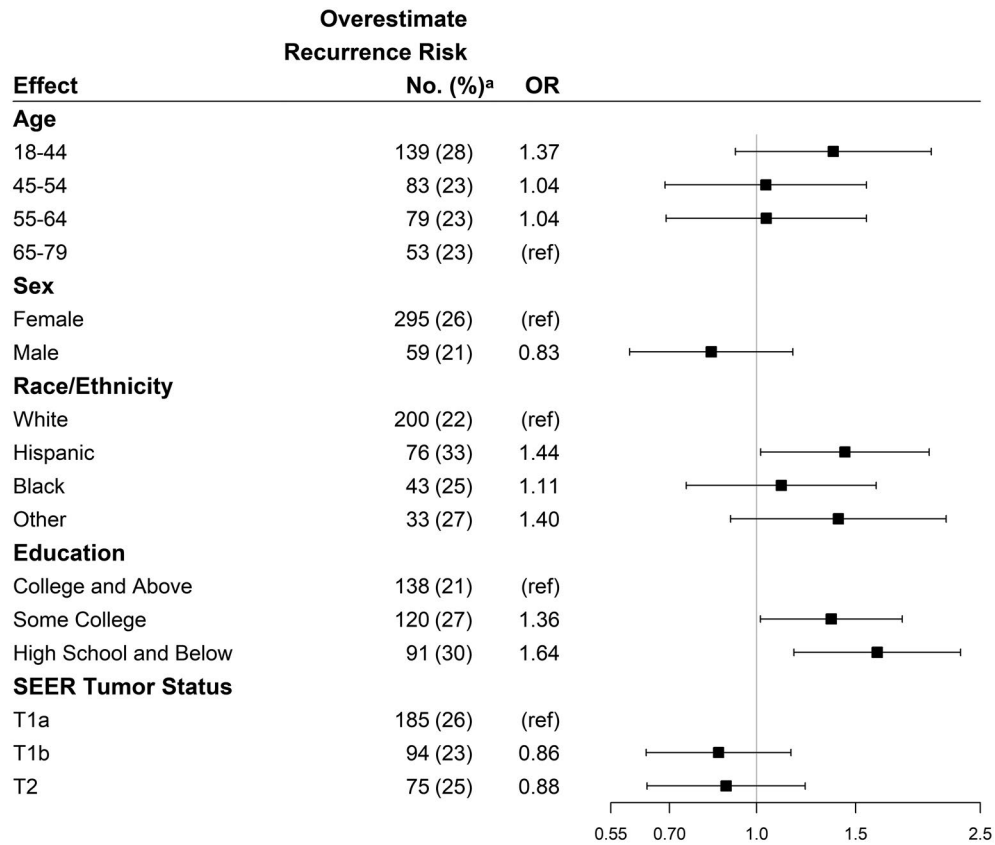 Overestimate
Recurrence Risk
Effect No. (%)ᵃ OR
Age
18-44 139 (28) 1.37
45-54 83 (23) 1.04
55-64 79 (23) 1.04
65-79 53 (23) (ref)
Sex
Female 295 (26) (ref)
Male 59 (21) 0.83
Race/Ethnicity
White 200 (22) (ref)
Hispanic 76 (33) 1.44
Black 43 (25) 1.11
Other 33 (27) 1.40
Education
College and Above 138 (21) (ref)
Some College 120 (27) 1.36
High School and Below 91 (30) 1.64
SEER Tumor Status
T1a 185 (26) (ref)
T1b 94 (23) 0.86
T2 75 (25) 0.88
0.55 0.70 1.0 1.5 2.5